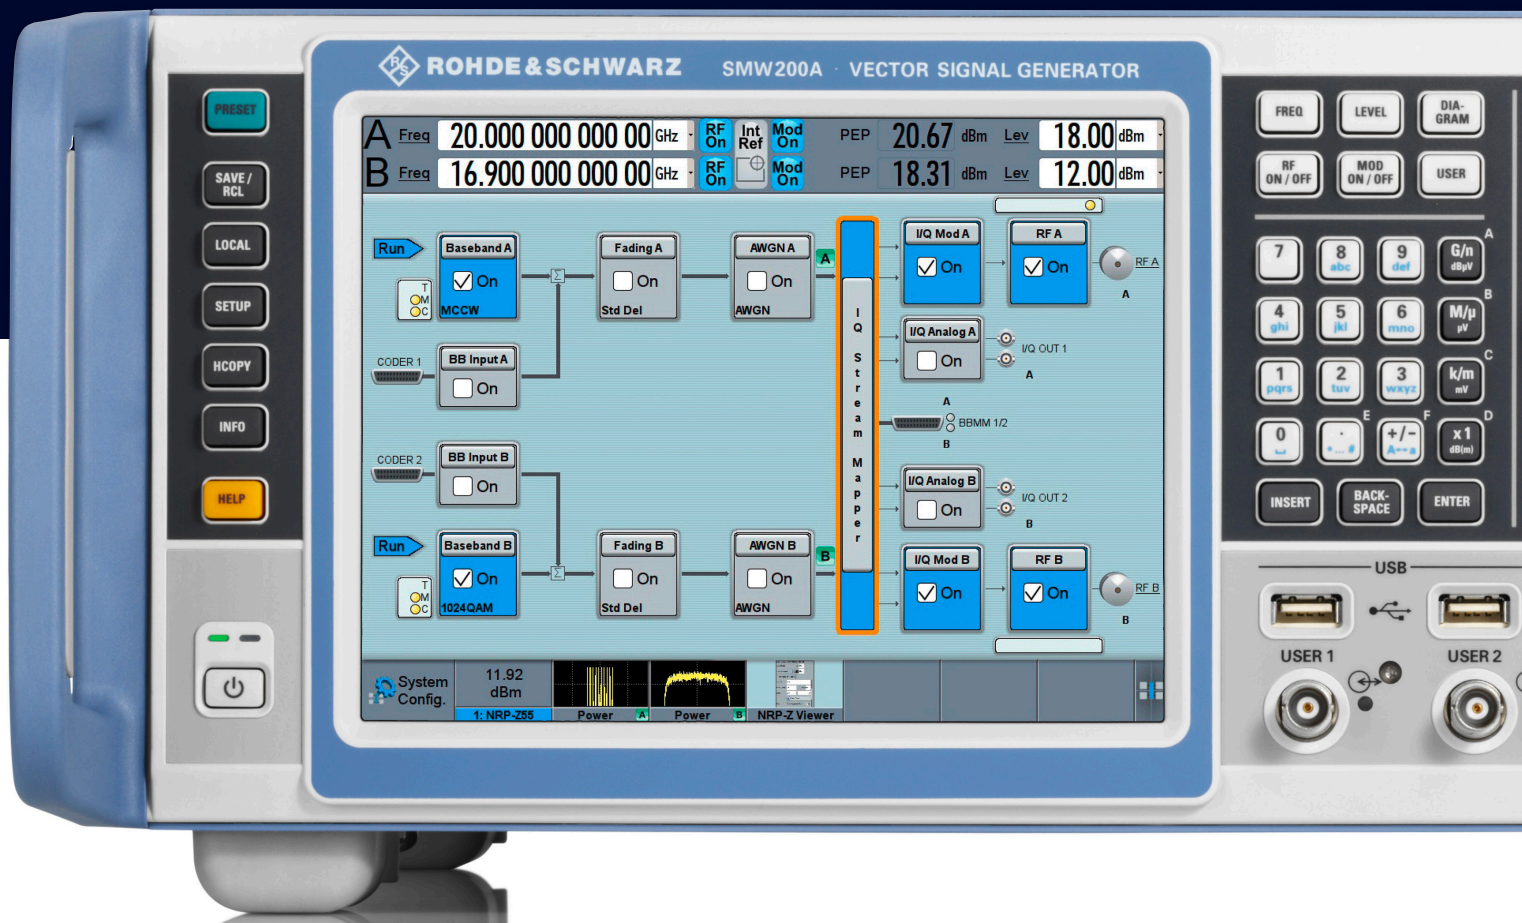 ROHDE&SCHWARZ SMW200A · VECTOR SIGNAL GENERATOR
PRESET
SAVE /
RCL
LOCAL
SETUP
HCOPY
INFO
HELP
A Freq 20.000 000 000 00 GHz RF On Int Ref Mod On PEP 20.67 dBm Lev 18.00 dBm
B Freq 16.900 000 000 00 GHz RF On Mod On PEP 18.31 dBm Lev 12.00 dBm
Run
Baseband A
On
MCCW
T
M
C
Σ
Fading A
On
Std Del
AWGN A
On
AWGN
A
I/Q Mod A
On
RF A
On
RF A
A
CODER 1
BB Input A
On
I/Q Analog A
On
I/Q OUT 1
A
IQ Stream Mapper
A
BBMM 1/2
B
CODER 2
BB Input B
On
I/Q Analog B
On
I/Q OUT 2
B
Run
Baseband B
On
1024QAM
T
M
C
Σ
Fading B
On
Std Del
AWGN B
On
AWGN
B
I/Q Mod B
On
RF B
On
RF B
B
System
Config.
11.92
dBm
1: NRP-Z55
Power A
Power B
NRP-Z Viewer
FREQ
LEVEL
DIA-
GRAM
RF
ON / OFF
MOD
ON / OFF
USER
7
8
abc
9
def
G/n
dBµV
A
4
ghi
5
jkl
6
mno
M/µ
µV
B
1
pqrs
2
tuv
3
wxyz
k/m
mV
C
0
.
*...#
E
+/-
A↔a
F
x1
dB(m)
D
INSERT
BACK-
SPACE
ENTER
USB
USER 1
USER 2